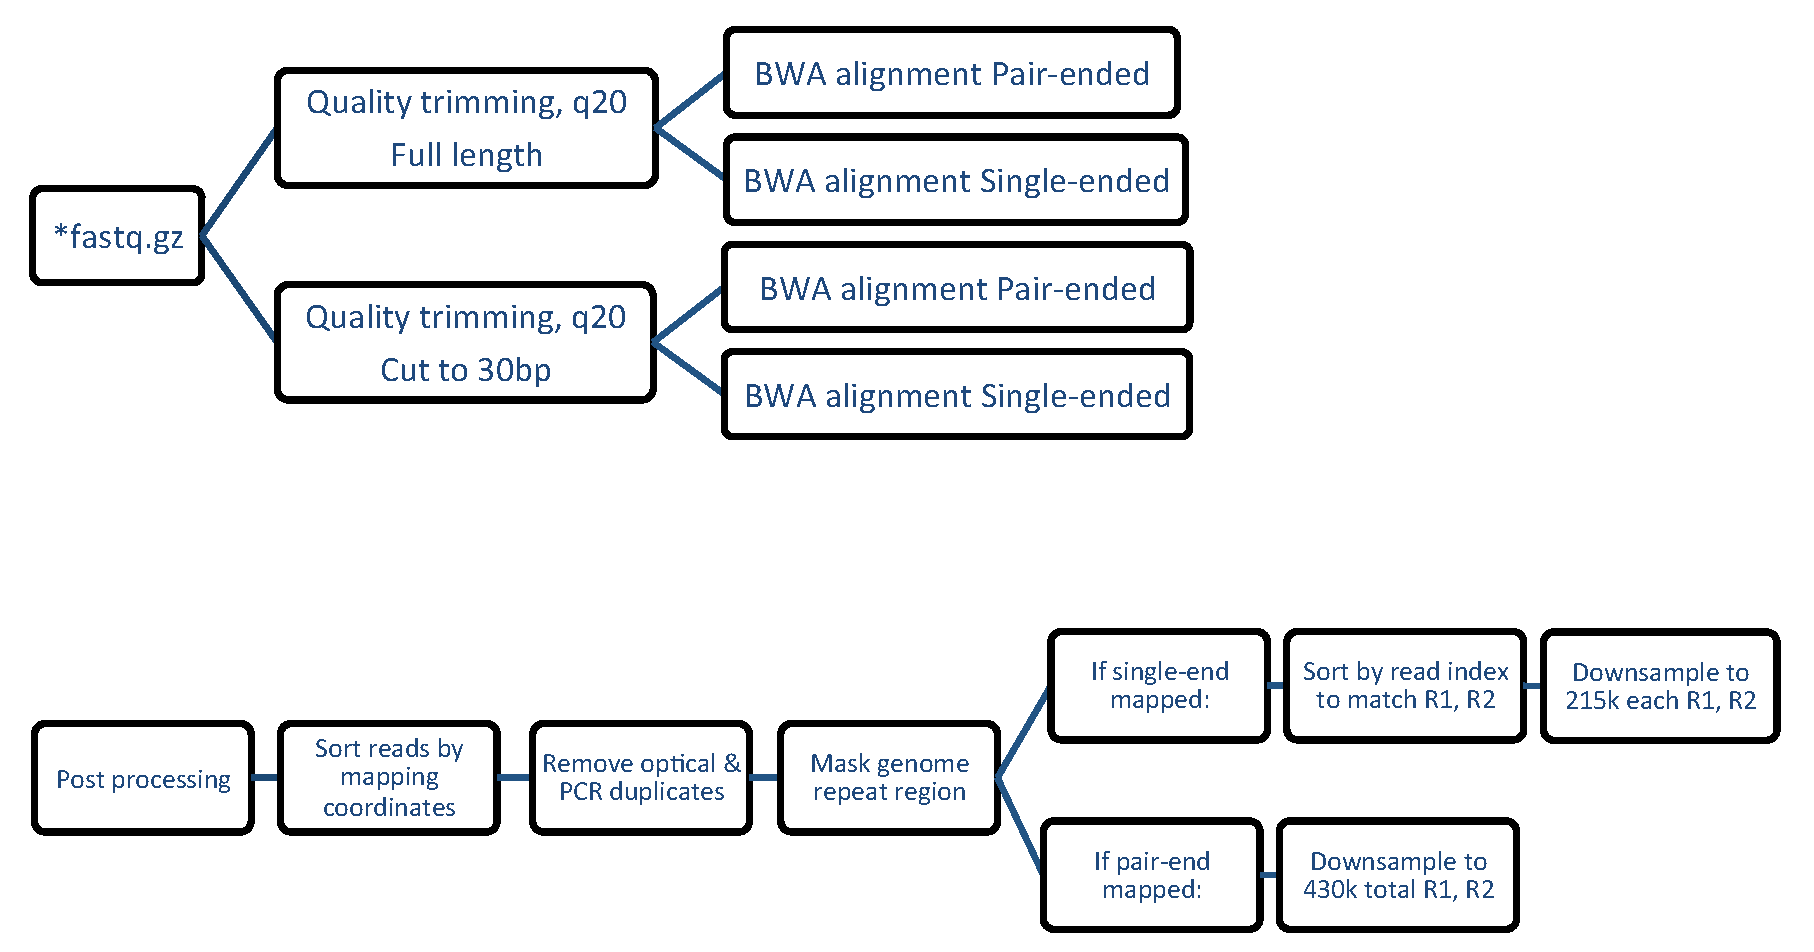 *fastq.gz
Quality trimming, q20
Full length
BWA alignment Pair-ended
BWA alignment Single-ended
Quality trimming, q20
Cut to 30bp
BWA alignment Pair-ended
BWA alignment Single-ended
Post processing
Sort reads by
mapping
coordinates
Remove optical &
PCR duplicates
Mask genome
repeat region
If single-end
mapped:
Sort by read index
to match R1, R2
Downsample to
215k each R1, R2
If pair-end
mapped:
Downsample to
430k total R1, R2